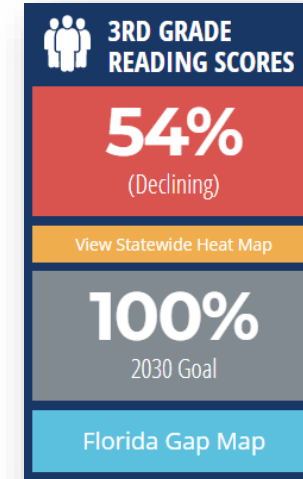 3RD GRADE
READING SCORES
54%
(Declining)
View Statewide Heat Map
100%
2030 Goal
Florida Gap Map